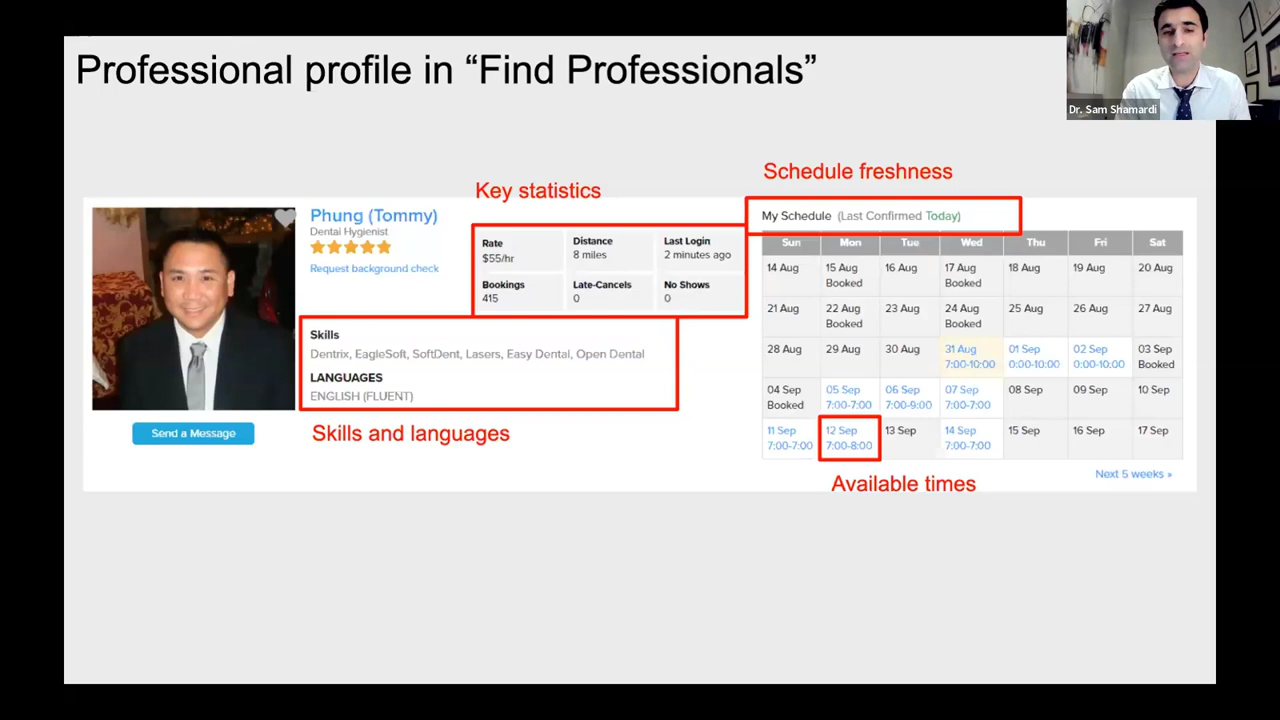 Professional profile in “Find Professionals”
Dr. Sam Shamardi
Schedule freshness
Key statistics
Phung (Tommy)
Dental Hygienist
Request background check
Rate
$55/hr
Distance
8 miles
Last Login
2 minutes ago
Bookings
415
Late-Cancels
0
No Shows
0
Skills
Dentrix, EagleSoft, SoftDent, Lasers, Easy Dental, Open Dental
LANGUAGES
ENGLISH (FLUENT)
Send a Message
Skills and languages
My Schedule (Last Confirmed Today)
Sun Mon Tue Wed Thu Fri Sat
14 Aug 15 Aug 16 Aug 17 Aug 18 Aug 19 Aug 20 Aug
Booked Booked
21 Aug 22 Aug 23 Aug 24 Aug 25 Aug 26 Aug 27 Aug
Booked Booked
28 Aug 29 Aug 30 Aug 31 Aug 01 Sep 02 Sep 03 Sep
7:00-10:00 0:00-10:00 0:00-10:00 Booked
04 Sep 05 Sep 06 Sep 07 Sep 08 Sep 09 Sep 10 Sep
Booked 7:00-7:00 7:00-9:00 7:00-7:00
11 Sep 12 Sep 13 Sep 14 Sep 15 Sep 16 Sep 17 Sep
7:00-7:00 7:00-8:00 7:00-7:00
Next 5 weeks »
Available times